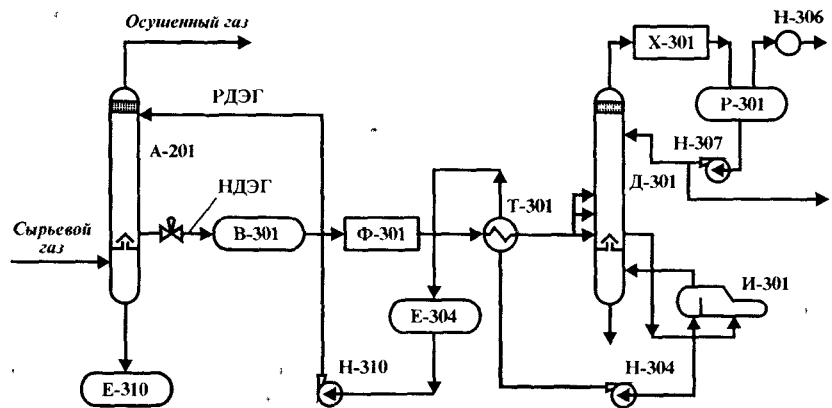 Осушенный газ
Н-306
Х-301
РДЭГ
Р-301
А-201
Н-307
НДЭГ
Д-301
Т-301
Сырьевой
газ
В-301
Ф-301
И-301
Е-304
Н-310
Н-304
Е-310